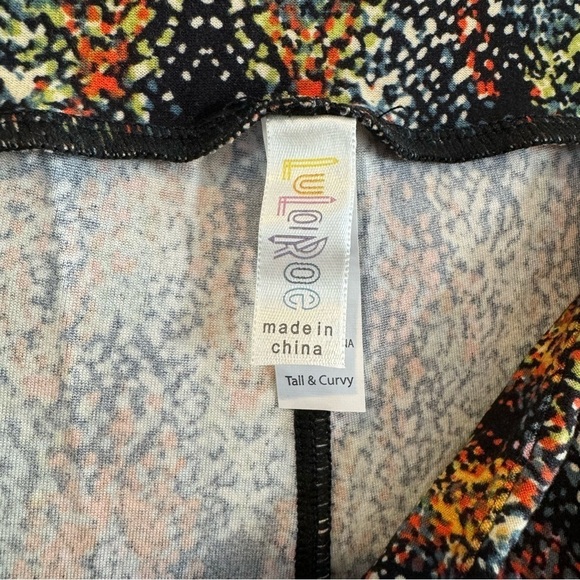 LuLaRoe
made in
china
Tall & Curvy